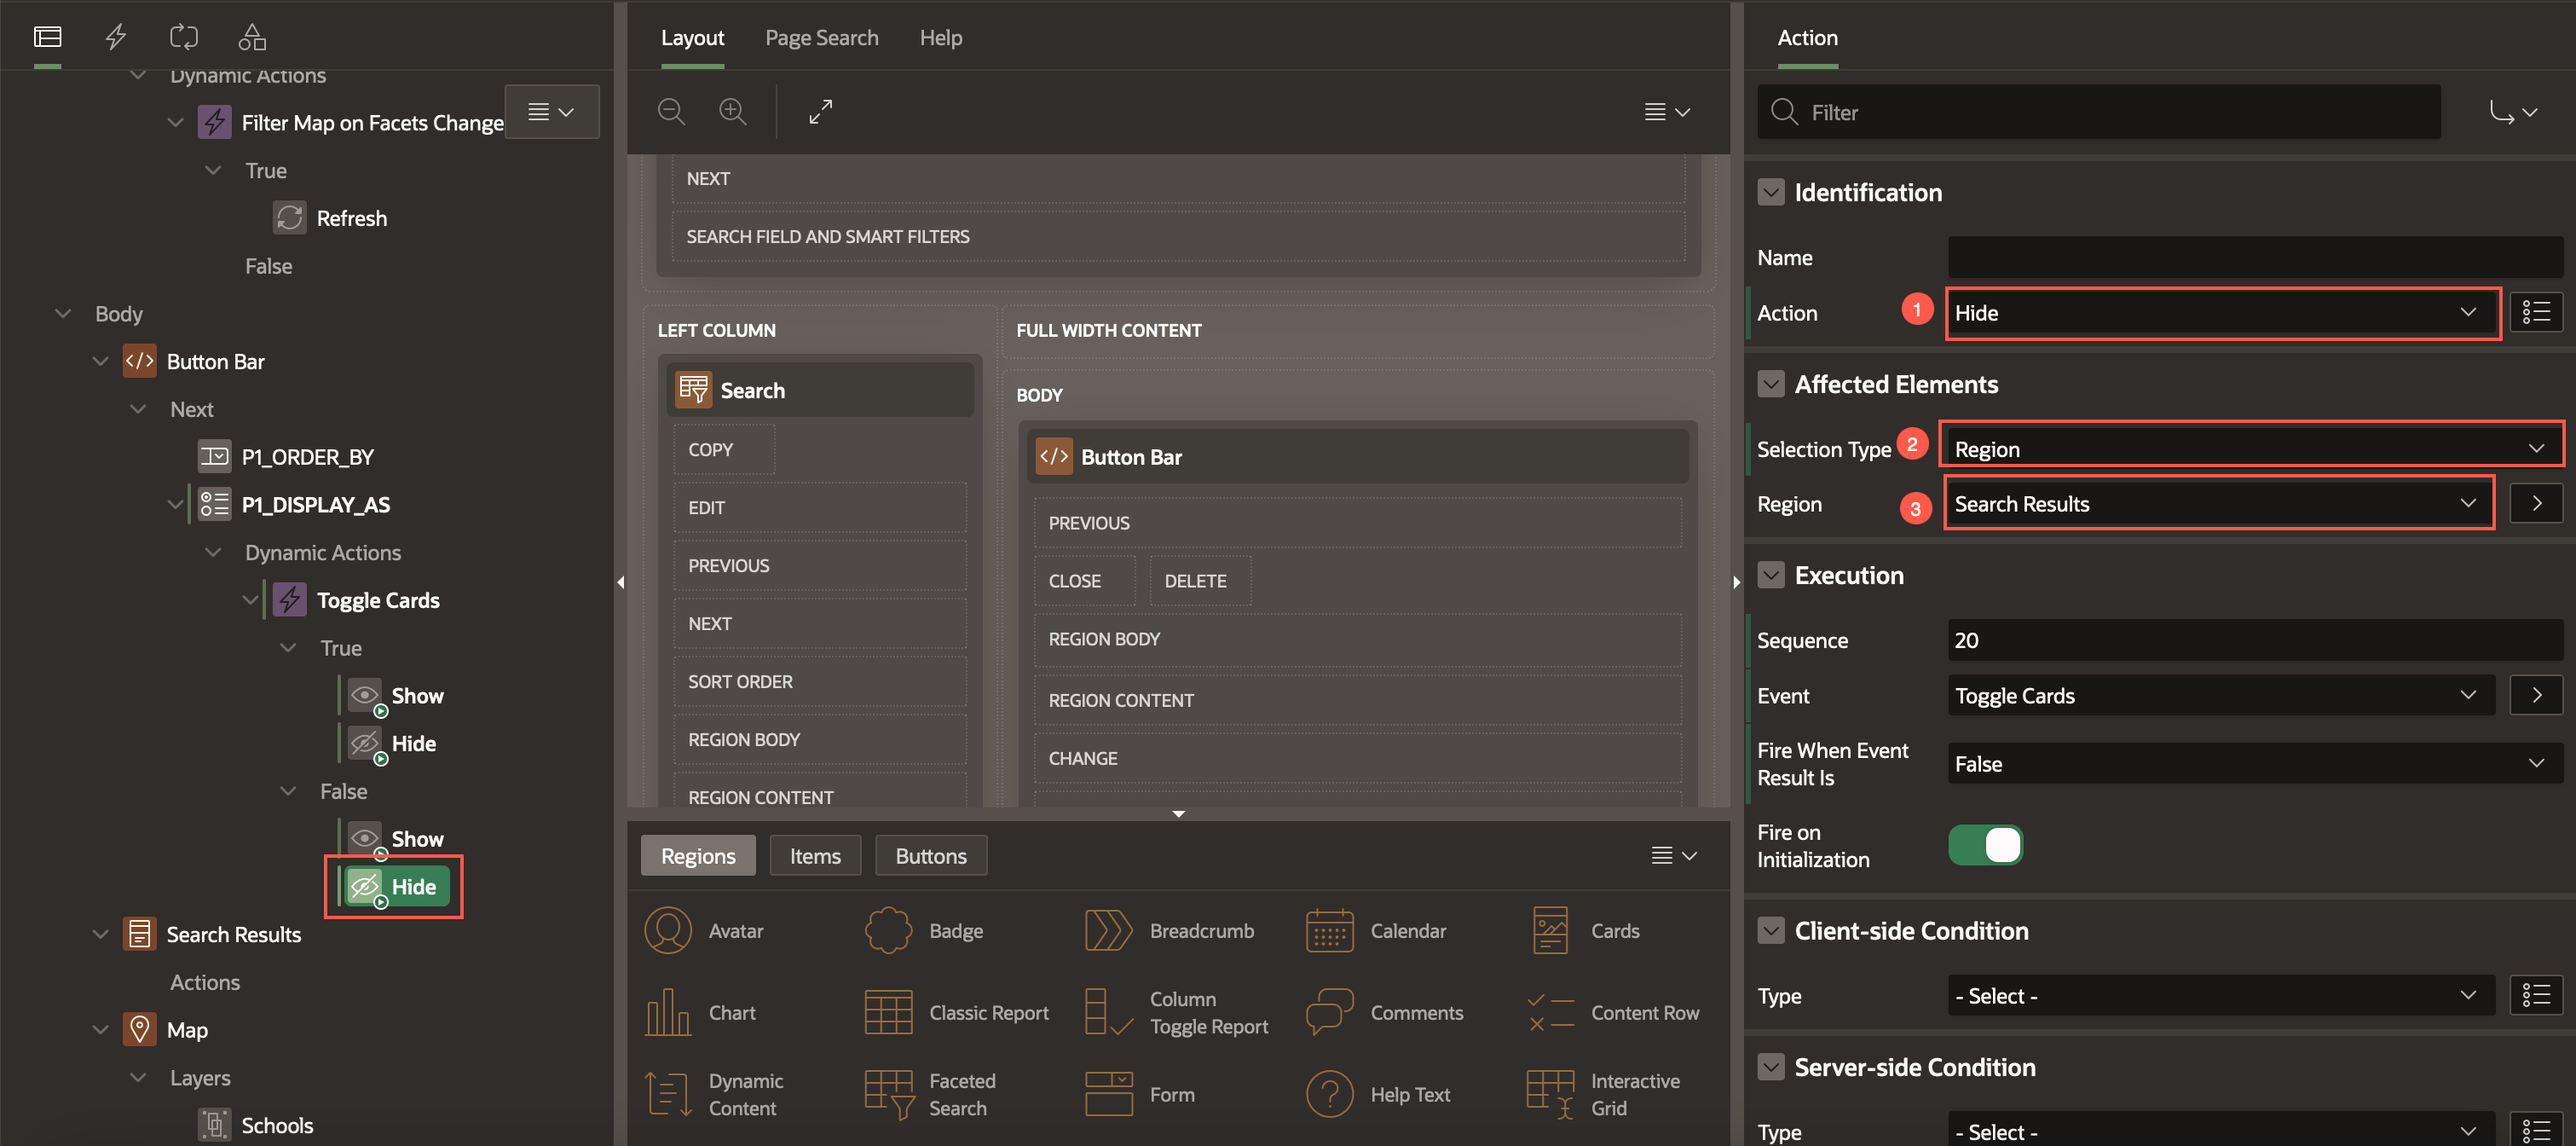 Dynamic Actions
Filter Map on Facets Change
True
Refresh
False
Body
Button Bar
Next
P1_ORDER_BY
P1_DISPLAY_AS
Dynamic Actions
Toggle Cards
True
Show
Hide
False
Show
Hide
Search Results
Actions
Map
Layers
Schools
Layout Page Search Help
NEXT
SEARCH FIELD AND SMART FILTERS
LEFT COLUMN
Search
COPY
EDIT
PREVIOUS
NEXT
SORT ORDER
REGION BODY
REGION CONTENT
FULL WIDTH CONTENT
BODY
Button Bar
PREVIOUS
CLOSE DELETE
REGION BODY
REGION CONTENT
CHANGE
Regions Items Buttons
Avatar Badge Breadcrumb Calendar Cards
Chart Classic Report Column
Toggle Report Comments Content Row
Dynamic
Content Faceted
Search Form Help Text Interactive
Grid
Action
Filter
Identification
Name
Action 1 Hide
Affected Elements
Selection Type 2 Region
Region 3 Search Results
Execution
Sequence 20
Event Toggle Cards
Fire When Event
Result Is False
Fire on
Initialization
Client-side Condition
Type - Select -
Server-side Condition
Type - Select -